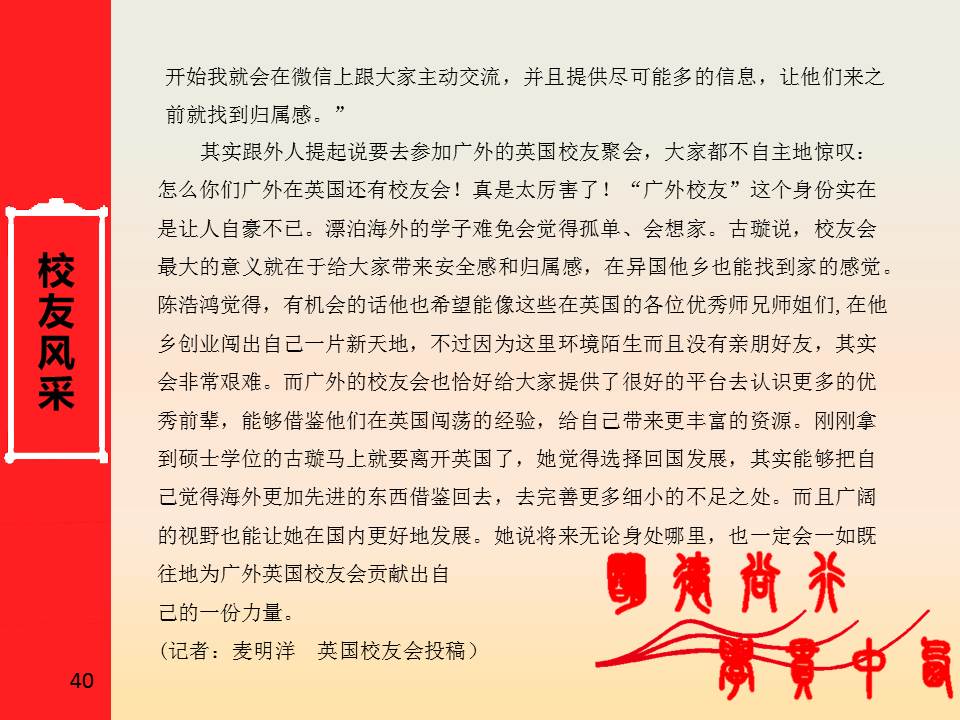 开始我就会在微信上跟大家主动交流，并且提供尽可能多的信息，让他们来之
前就找到归属感。”
其实跟外人提起说要去参加广外的英国校友聚会，大家都不自主地惊叹：
怎么你们广外在英国还有校友会！真是太厉害了！“广外校友”这个身份实在
是让人自豪不已。漂泊海外的学子难免会觉得孤单、会想家。古璇说，校友会
最大的意义就在于给大家带来安全感和归属感，在异国他乡也能找到家的感觉。
陈浩鸿觉得，有机会的话他也希望能像这些在英国的各位优秀师兄师姐们,在他
乡创业闯出自己一片新天地，不过因为这里环境陌生而且没有亲朋好友，其实
会非常艰难。而广外的校友会也恰好给大家提供了很好的平台去认识更多的优
秀前辈，能够借鉴他们在英国闯荡的经验，给自己带来更丰富的资源。刚刚拿
到硕士学位的古璇马上就要离开英国了，她觉得选择回国发展，其实能够把自
己觉得海外更加先进的东西借鉴回去，去完善更多细小的不足之处。而且广阔
的视野也能让她在国内更好地发展。她说将来无论身处哪里，也一定会一如既
往地为广外英国校友会贡献出自
己的一份力量。
(记者：麦明洋　英国校友会投稿）
校
友
风
采
明德尚行
學貫中西
40